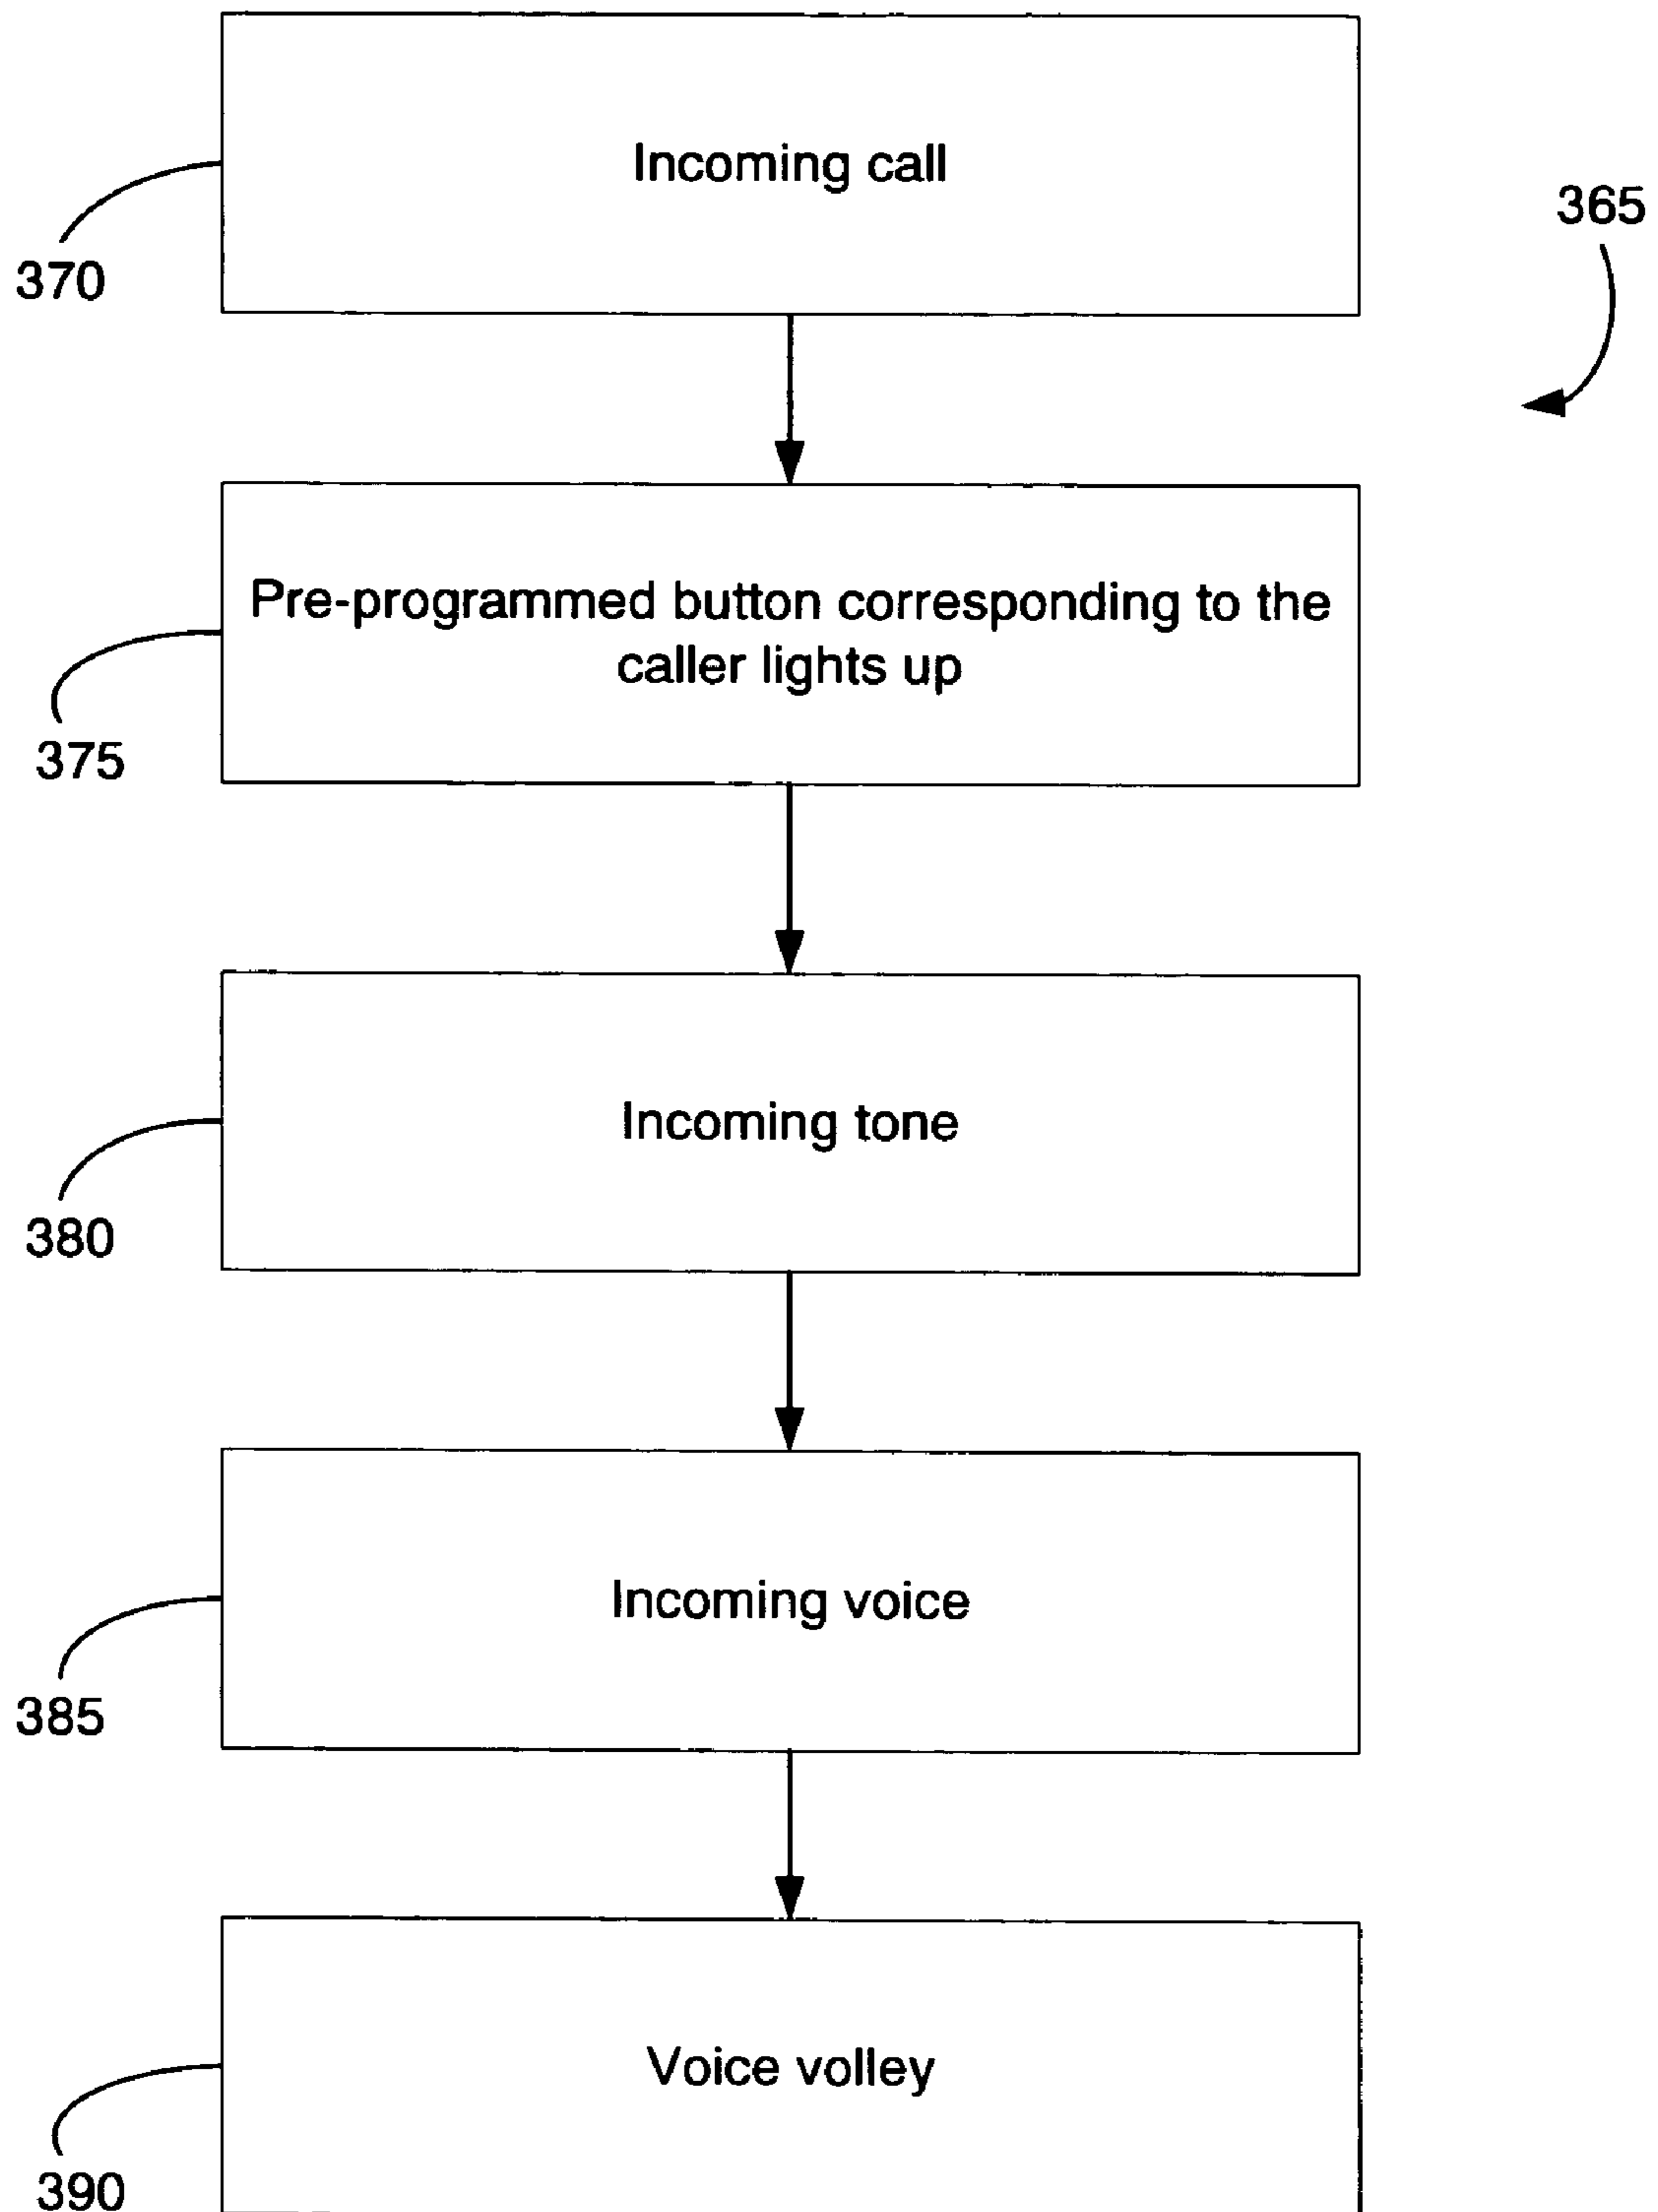 Incoming call
365
370
Pre-programmed button corresponding to the
caller lights up
375
Incoming tone
380
Incoming voice
385
Voice volley
390